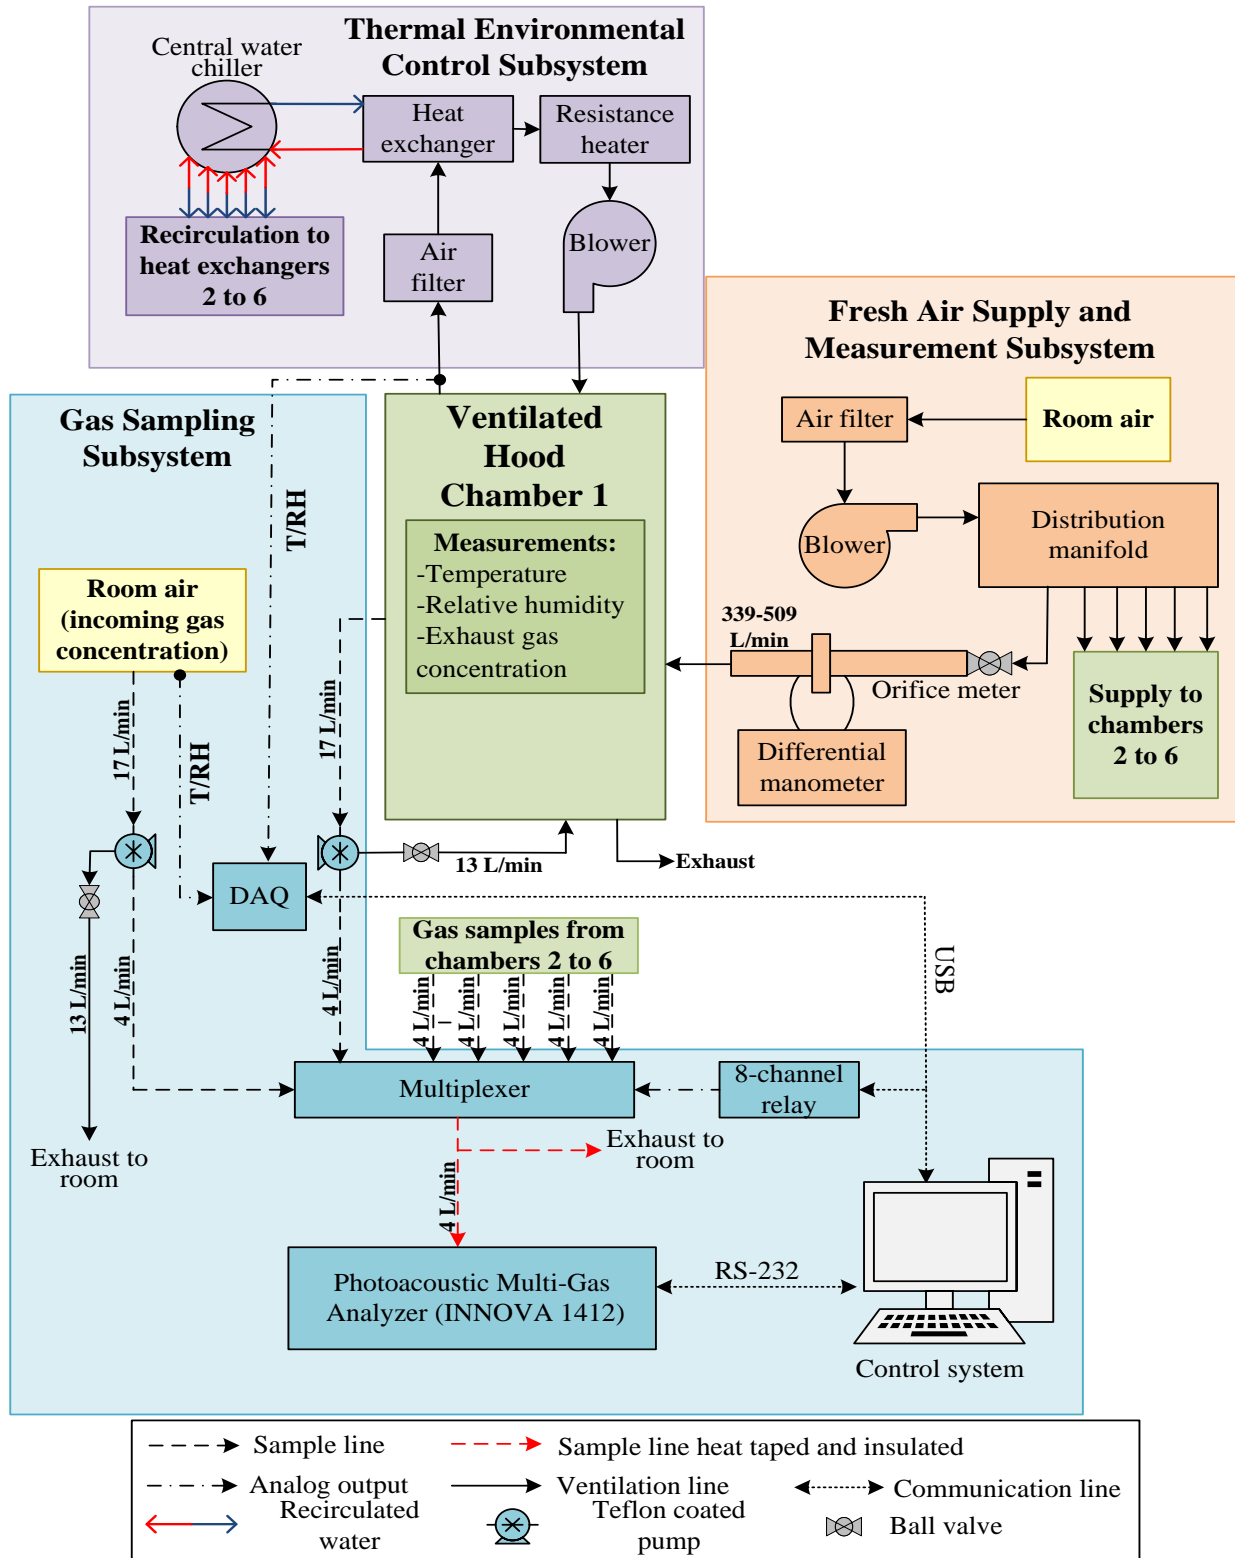 Thermal Environmental
Control Subsystem
Central water
chiller
Heat
exchanger
Resistance
heater
Recirculation to
heat exchangers
2 to 6
Air
filter
Blower
Fresh Air Supply and
Measurement Subsystem
Air filter
Room air
Blower
Distribution
manifold
339-509
L/min
Orifice meter
Differential
manometer
Supply to
chambers
2 to 6
Gas Sampling
Subsystem
T/RH
Ventilated
Hood
Chamber 1
Measurements:
-Temperature
-Relative humidity
-Exhaust gas
concentration
Room air
(incoming gas
concentration)
17 L/min
T/RH
17 L/min
13 L/min
Exhaust
DAQ
13 L/min
4 L/min
4 L/min
Gas samples from
chambers 2 to 6
4 L/min
4 L/min
4 L/min
4 L/min
4 L/min
USB
Multiplexer
8-channel
relay
Exhaust to
room
Exhaust to
room
4 L/min
Photoacoustic Multi-Gas
Analyzer (INNOVA 1412)
RS-232
Control system
Sample line
Sample line heat taped and insulated
Analog output
Ventilation line
Communication line
Recirculated
water
Teflon coated
pump
Ball valve